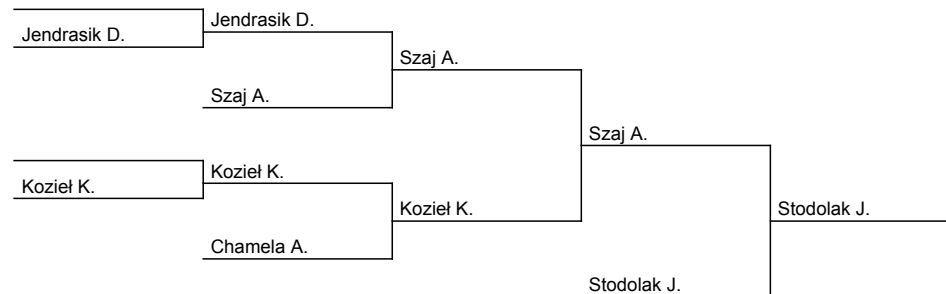 Jendrasik D.
Jendrasik D.
Szaj A.
Szaj A.
Szaj A.
Kozieł K.
Kozieł K.
Kozieł K.
Stodolak J.
Chamela A.
Stodolak J.